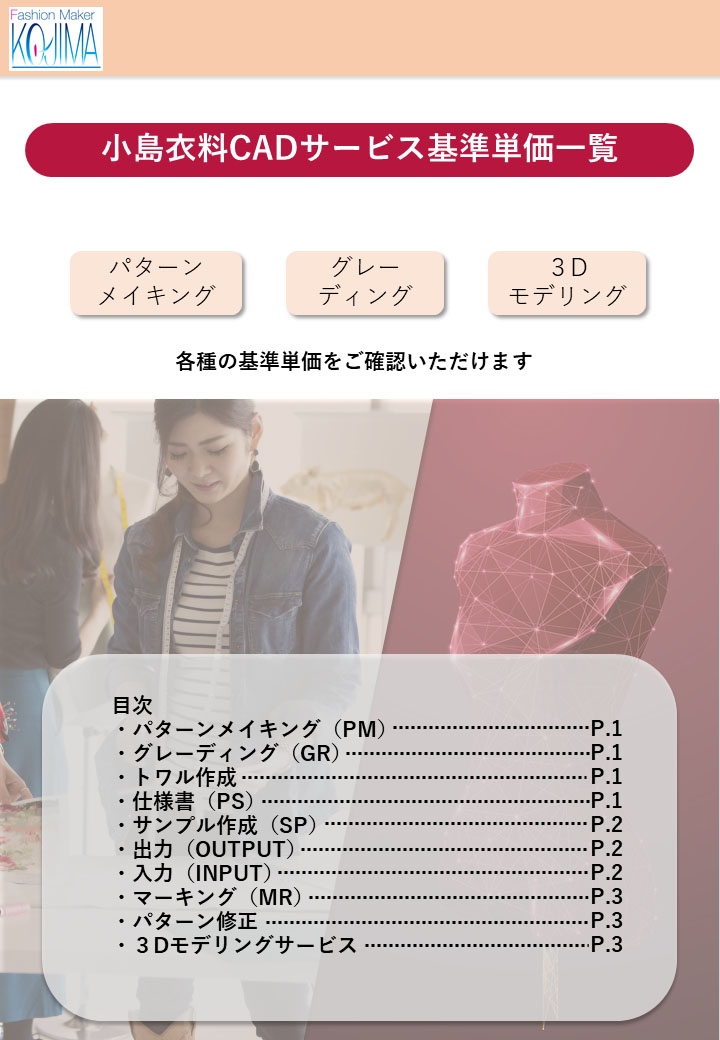 Fashion Maker
KOJIMA
小島衣料CADサービス基準単価一覧
パターン
メイキング
グレー
ディング
３D
モデリング
各種の基準単価をご確認いただけます
目次
・パターンメイキング（PM）‥‥‥‥‥‥‥‥‥‥‥P.1
・グレーディング（GR）‥‥‥‥‥‥‥‥‥‥‥‥‥P.1
・トワル作成‥‥‥‥‥‥‥‥‥‥‥‥‥‥‥‥‥‥P.1
・仕様書（PS）‥‥‥‥‥‥‥‥‥‥‥‥‥‥‥‥‥P.1
・サンプル作成（SP）‥‥‥‥‥‥‥‥‥‥‥‥‥‥P.2
・出力（OUTPUT）‥‥‥‥‥‥‥‥‥‥‥‥‥‥‥P.2
・入力（INPUT）‥‥‥‥‥‥‥‥‥‥‥‥‥‥‥‥P.2
・マーキング（MR）‥‥‥‥‥‥‥‥‥‥‥‥‥‥‥P.3
・パターン修正‥‥‥‥‥‥‥‥‥‥‥‥‥‥‥‥‥P.3
・３Dモデリングサービス‥‥‥‥‥‥‥‥‥‥‥‥P.3